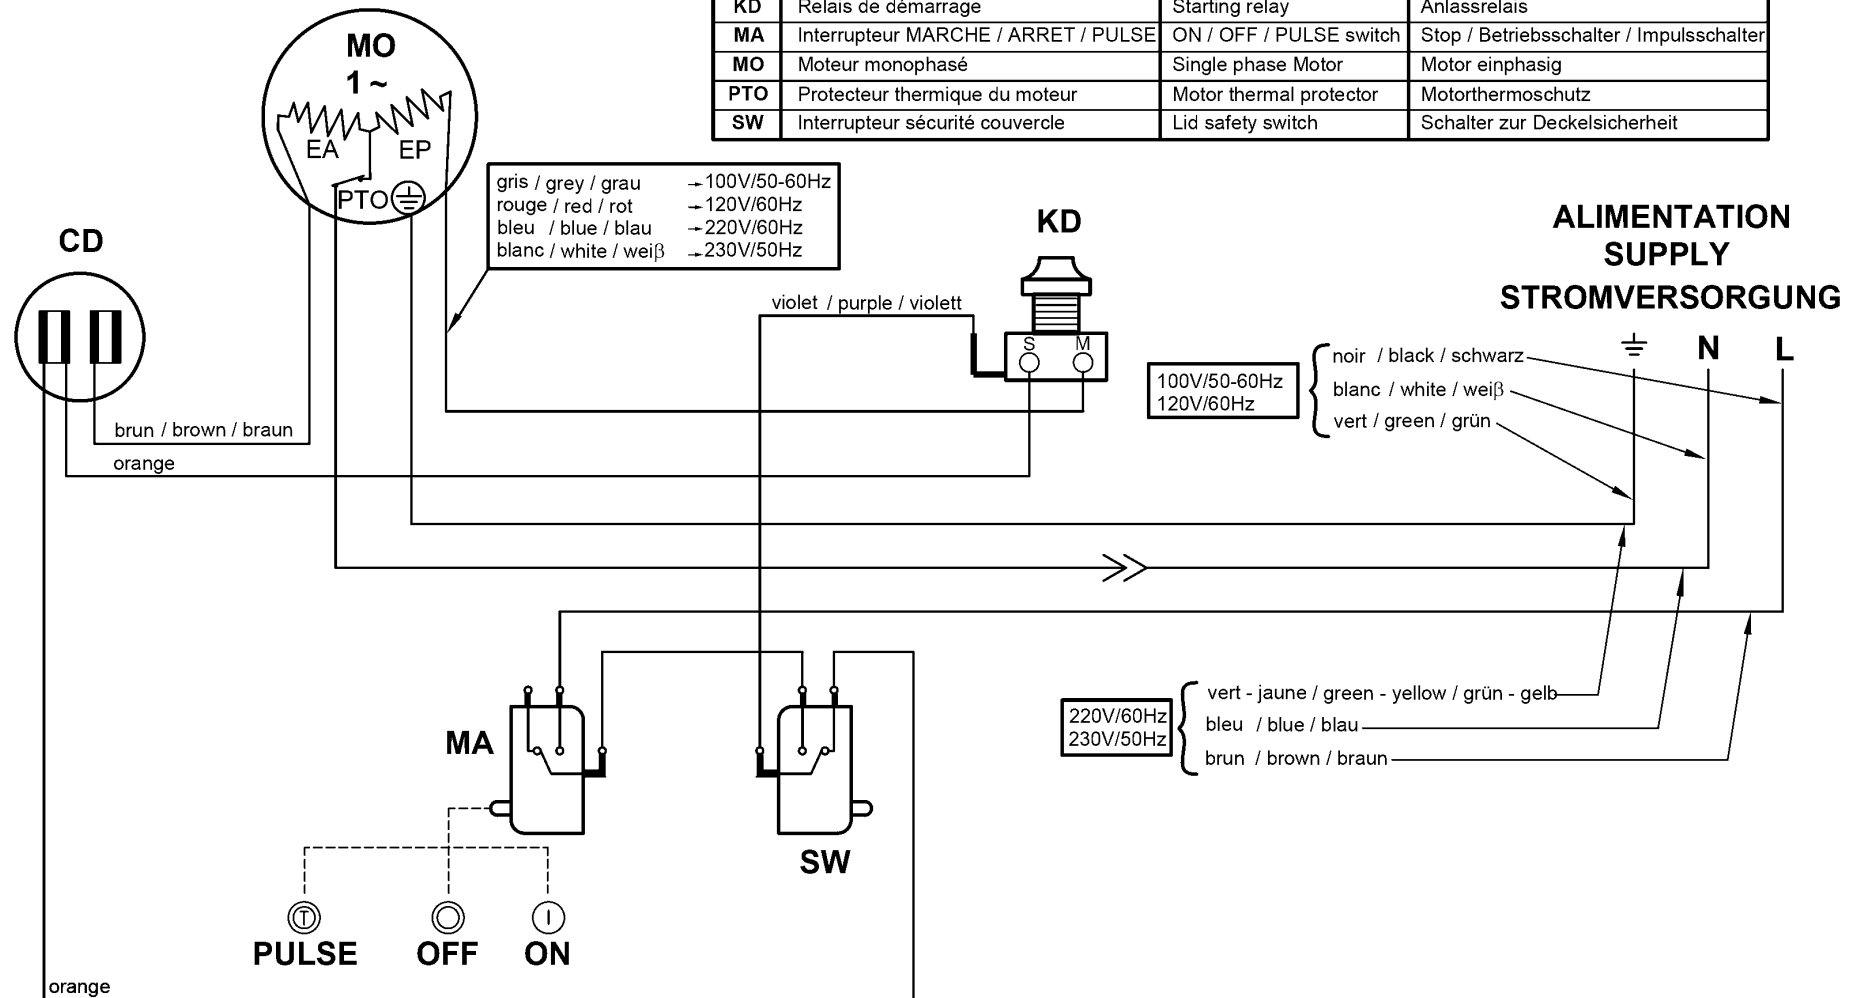 KD Relais de démarrage Starting relay Anlassrelais
MA Interrupteur MARCHE / ARRET / PULSE ON / OFF / PULSE switch Stop / Betriebsschalter / Impulsschalter
MO Moteur monophasé Single phase Motor Motor einphasig
PTO Protecteur thermique du moteur Motor thermal protector Motorthermoschutz
SW Interrupteur sécurité couvercle Lid safety switch Schalter zur Deckelsicherheit
MO
1 ~
EA EP
PTO
gris / grey / grau → 100V/50-60Hz
rouge / red / rot → 120V/60Hz
bleu / blue / blau → 220V/60Hz
blanc / white / weiβ → 230V/50Hz
CD
KD
violet / purple / violett
S M
ALIMENTATION
SUPPLY
STROMVERSORGUNG
N L
100V/50-60Hz
120V/60Hz
noir / black / schwarz
blanc / white / weiβ
vert / green / grün
brun / brown / braun
orange
220V/60Hz
230V/50Hz
vert - jaune / green - yellow / grün - gelb
bleu / blue / blau
brun / brown / braun
MA
SW
T I
PULSE OFF ON
orange